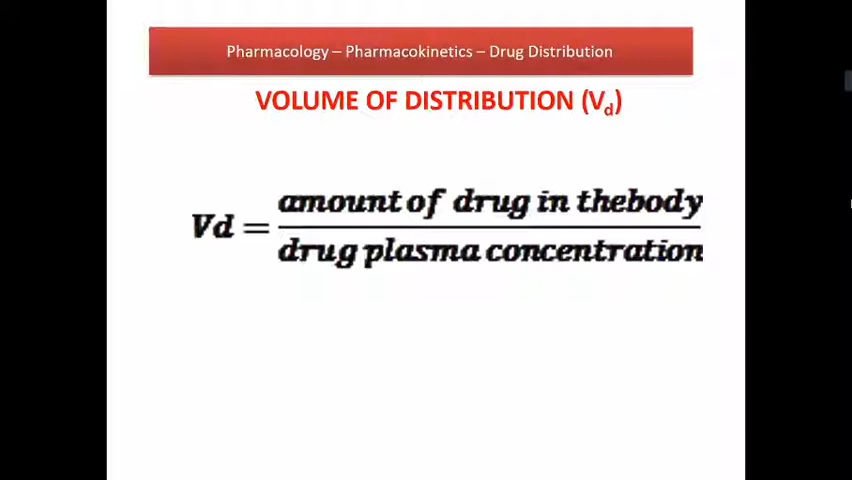 Pharmacology – Pharmacokinetics – Drug Distribution
VOLUME OF DISTRIBUTION (Vd)
Vd = amount of drug in thebody
drug plasma concentration